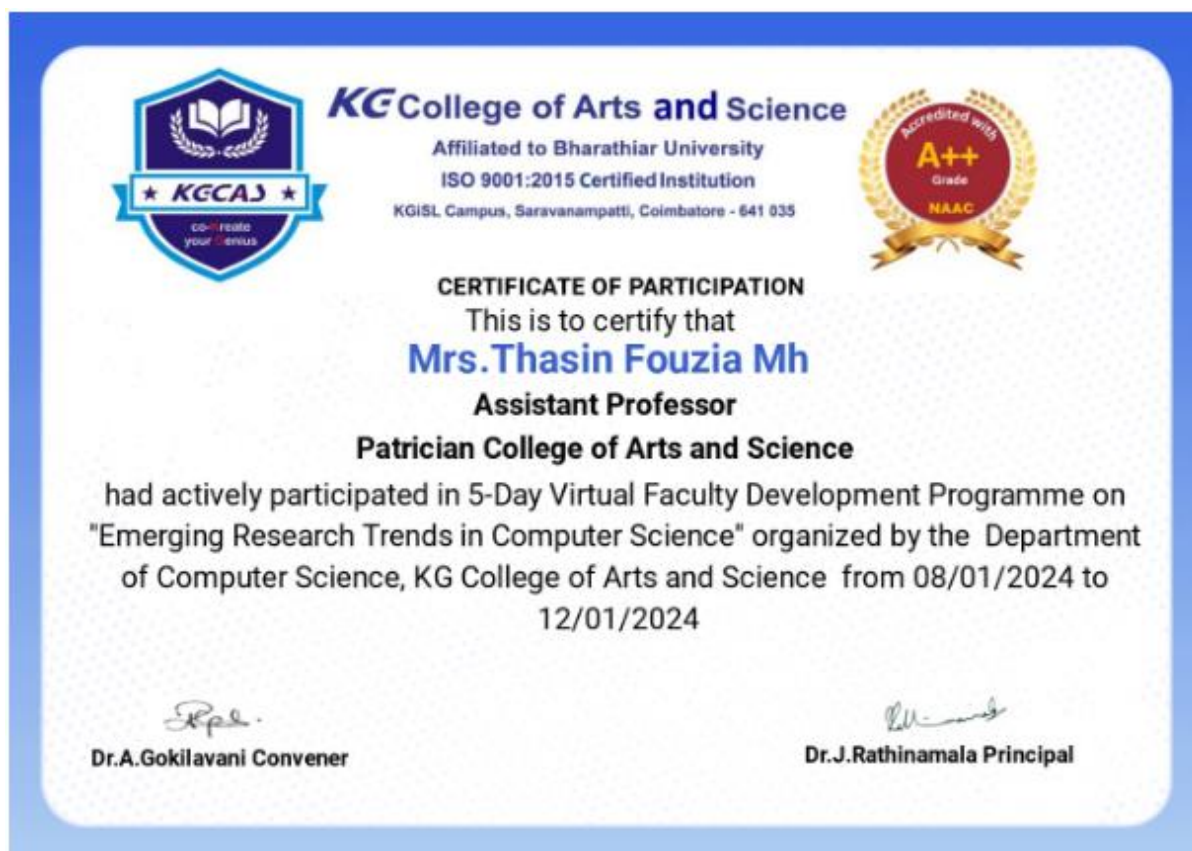 KG College of Arts and Science
Affiliated to Bharathiar University
ISO 9001:2015 Certified Institution
KGiSL Campus, Saravanampatti, Coimbatore - 641 035
KGCAS
co-Kreate
your Genius
Accredited with
A++
Grade
NAAC
CERTIFICATE OF PARTICIPATION
This is to certify that
Mrs.Thasin Fouzia Mh
Assistant Professor
Patrician College of Arts and Science
had actively participated in 5-Day Virtual Faculty Development Programme on
"Emerging Research Trends in Computer Science" organized by the Department
of Computer Science, KG College of Arts and Science from 08/01/2024 to
12/01/2024
Dr.A.Gokilavani Convener
Dr.J.Rathinamala Principal